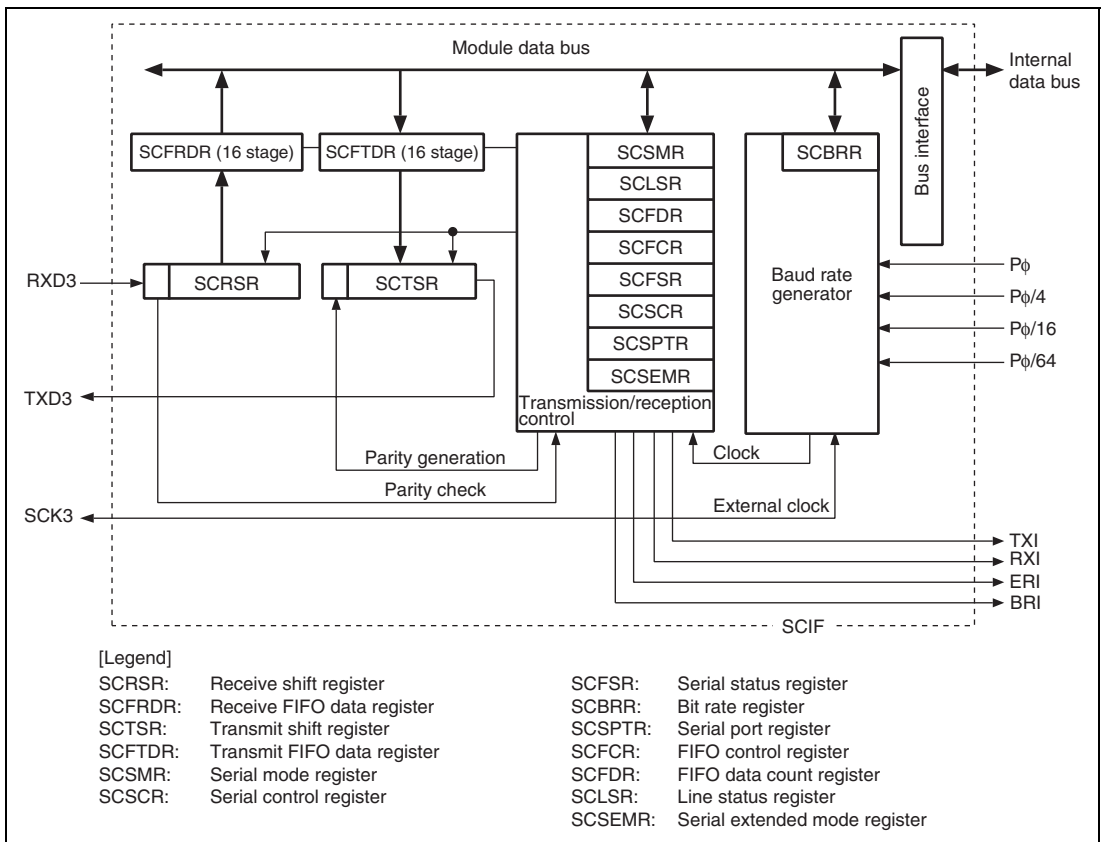 Module data bus
Internal
data bus
Bus interface
SCFRDR (16 stage)
SCFTDR (16 stage)
SCSMR
SCBRR
SCLSR
SCFDR
SCFCR
SCFSR
SCSCR
SCSPTR
SCSEMR
Transmission/reception
control
Baud rate
generator
RXD3
SCRSR
SCTSR
Pϕ
Pϕ/4
Pϕ/16
Pϕ/64
TXD3
Parity generation
Clock
Parity check
SCK3
External clock
TXI
RXI
ERI
BRI
SCIF
[Legend]
SCRSR: Receive shift register
SCFRDR: Receive FIFO data register
SCTSR: Transmit shift register
SCFTDR: Transmit FIFO data register
SCSMR: Serial mode register
SCSCR: Serial control register
SCFSR: Serial status register
SCBRR: Bit rate register
SCSPTR: Serial port register
SCFCR: FIFO control register
SCFDR: FIFO data count register
SCLSR: Line status register
SCSEMR: Serial extended mode register